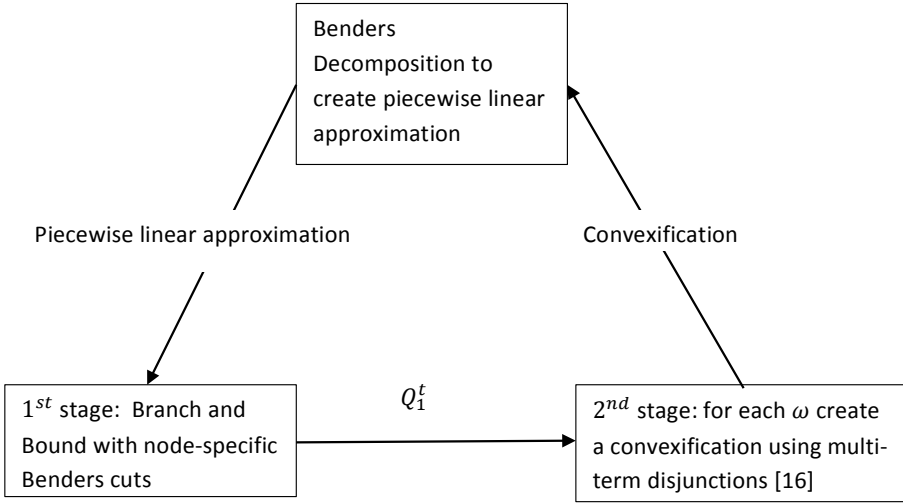 Benders
Decomposition to
create piecewise linear
approximation
Piecewise linear approximation
Convexification
1ˢᵗ stage: Branch and
Bound with node-specific
Benders cuts
𝑄₁ᵗ
2ⁿᵈ stage: for each 𝜔 create
a convexification using multi-
term disjunctions [16]